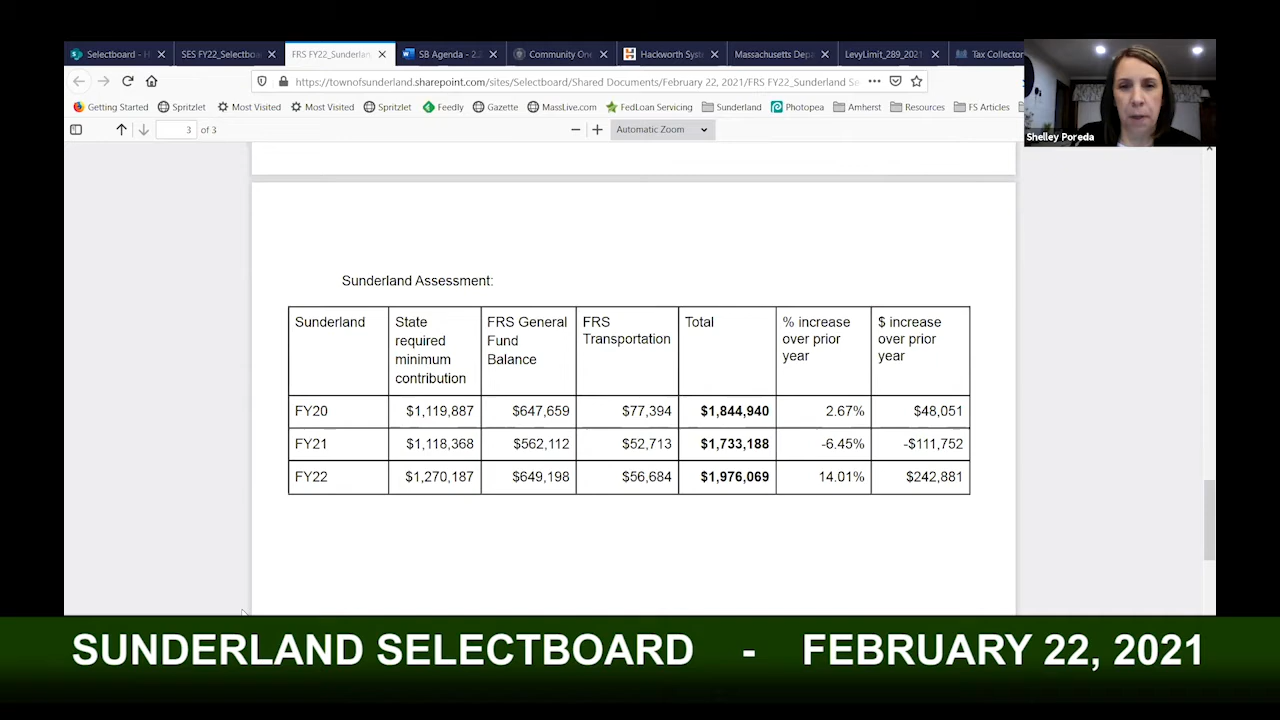 Selectboard - H
SES FY22_Selectbo
FRS FY22_Sunderlan
SB Agenda - 2.
Community One
Hackworth Syst
Massachusetts Depa
LevyLimit_289_2021
Tax Collector
https://townofsunderland.sharepoint.com/sites/Selectboard/Shared Documents/February 22, 2021/FRS FY22_Sunderland Se
Getting Started
Spritzlet
Most Visited
Most Visited
Spritzlet
Feedly
Gazette
MassLive.com
FedLoan Servicing
Sunderland
Photopea
Amherst
Resources
FS Articles
Shelley Poreda
3 of 3
Automatic Zoom
Sunderland Assessment:
Sunderland
State
required
minimum
contribution
FRS General
Fund
Balance
FRS
Transportation
Total
% increase
over prior
year
$ increase
over prior
year
FY20 $1,119,887 $647,659 $77,394 $1,844,940 2.67% $48,051
FY21 $1,118,368 $562,112 $52,713 $1,733,188 -6.45% -$111,752
FY22 $1,270,187 $649,198 $56,684 $1,976,069 14.01% $242,881
SUNDERLAND SELECTBOARD - FEBRUARY 22, 2021